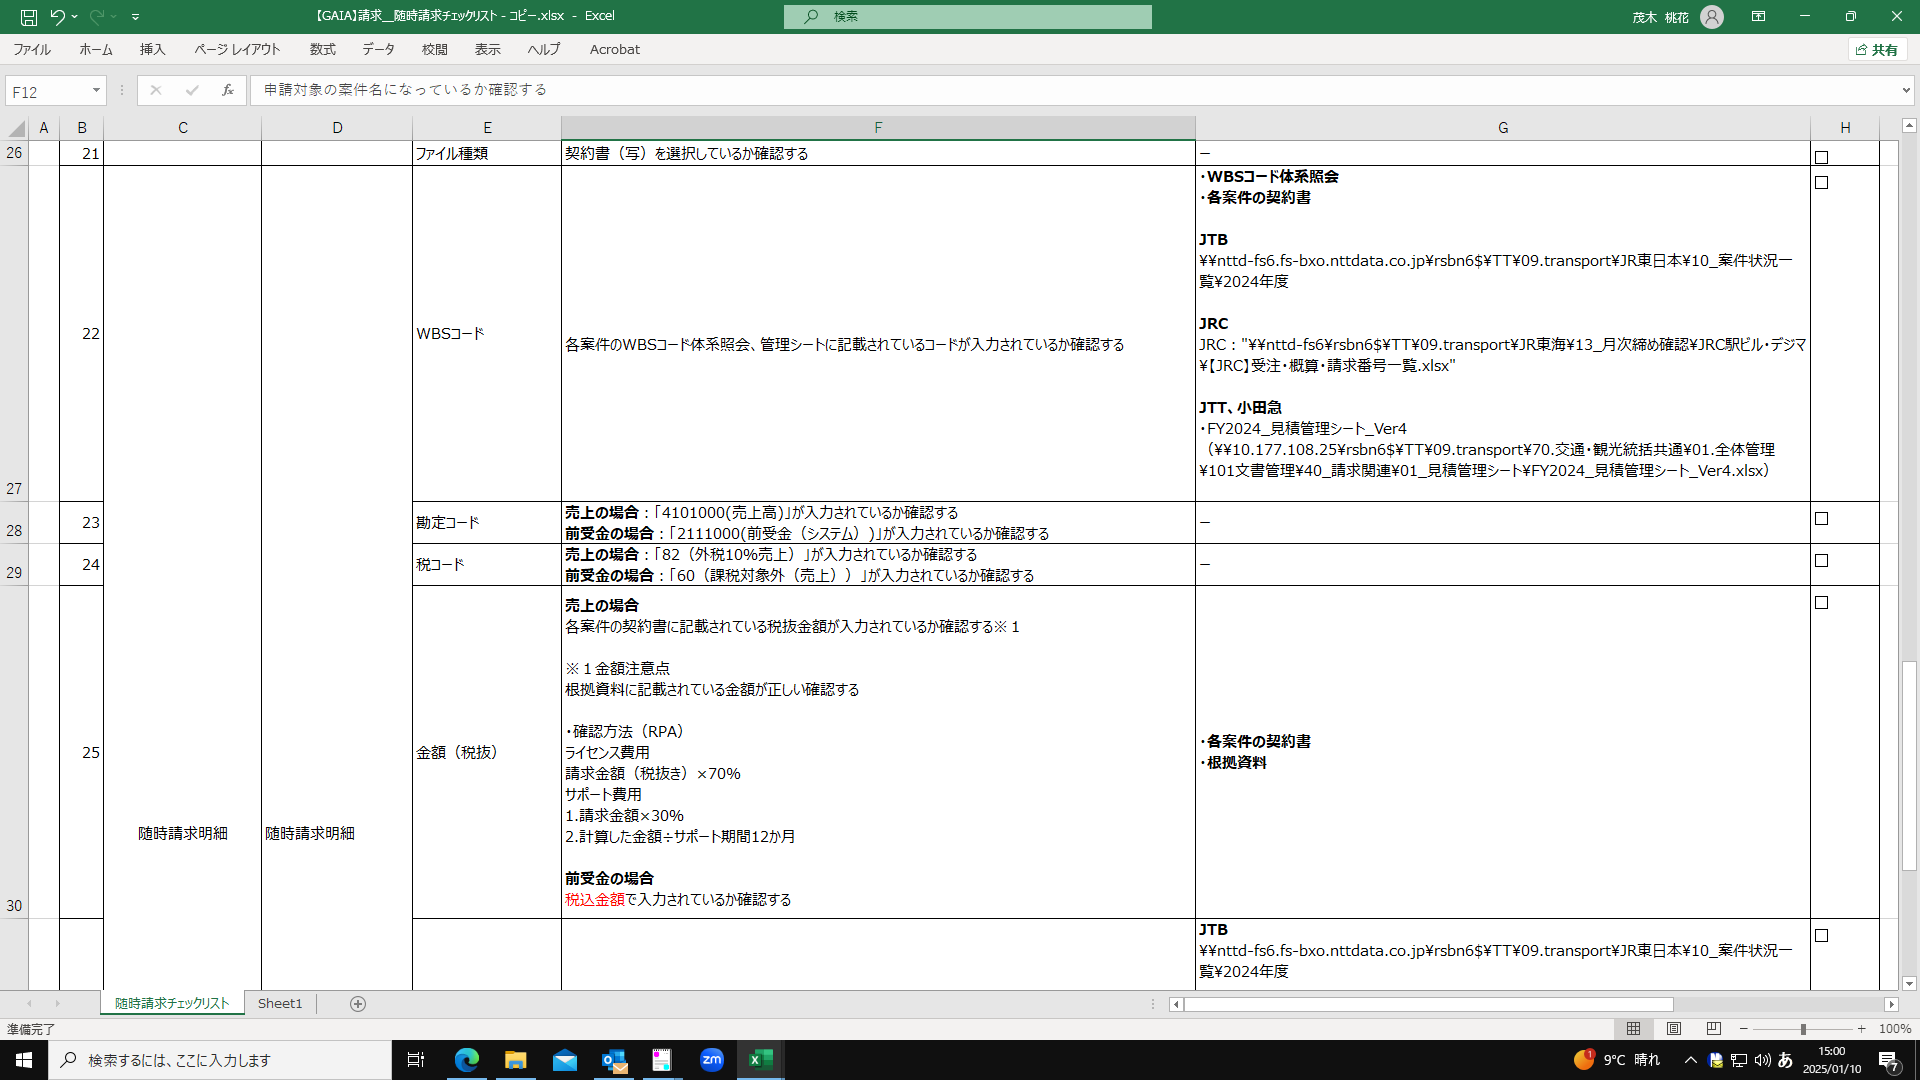 【GAIA】請求__随時請求チェックリスト - コピー.xlsx - Excel
検索
茂木 桃花
ファイル ホーム 挿入 ページ レイアウト 数式 データ 校閲 表示 ヘルプ Acrobat
共有
F12
fx
申請対象の案件名になっているか確認する
A B C D E F G H
26
21
ファイル種類
契約書（写）を選択しているか確認する
－
27
22
WBSコード
各案件のWBSコード体系照会、管理シートに記載されているコードが入力されているか確認する
・WBSコード体系照会
・各案件の契約書
JTB
¥¥nttd-fs6.fs-bxo.nttdata.co.jp¥rsbn6$¥TT¥09.transport¥JR東日本¥10_案件状況一
覧¥2024年度
JRC
JRC："¥¥nttd-fs6¥rsbn6$¥TT¥09.transport¥JR東海¥13_月次締め確認¥JRC駅ビル・デジマ
¥【JRC】受注・概算・請求番号一覧.xlsx"
JTT、小田急
・FY2024_見積管理シート_Ver4
（¥¥10.177.108.25¥rsbn6$¥TT¥09.transport¥70.交通・観光統括共通¥01.全体管理
¥101文書管理¥40_請求関連¥01_見積管理シート¥FY2024_見積管理シート_Ver4.xlsx）
28
23
勘定コード
売上の場合：「4101000(売上高)」が入力されているか確認する
前受金の場合：「2111000(前受金（システム）)」が入力されているか確認する
－
29
24
税コード
売上の場合：「82（外税10%売上）」が入力されているか確認する
前受金の場合：「60（課税対象外（売上））」が入力されているか確認する
－
30
25
随時請求明細
随時請求明細
金額（税抜）
売上の場合
各案件の契約書に記載されている税抜金額が入力されているか確認する※１
※１金額注意点
根拠資料に記載されている金額が正しい確認する
・確認方法（RPA）
ライセンス費用
請求金額（税抜き）×70%
サポート費用
1.請求金額×30%
2.計算した金額÷サポート期間12か月
前受金の場合
税込金額で入力されているか確認する
・各案件の契約書
・根拠資料
JTB
¥¥nttd-fs6.fs-bxo.nttdata.co.jp¥rsbn6$¥TT¥09.transport¥JR東日本¥10_案件状況一
覧¥2024年度
随時請求チェックリスト Sheet1
準備完了
100%
検索するには、ここに入力します
zm
1
9°C 晴れ
あ
15:00
2025/01/10
7